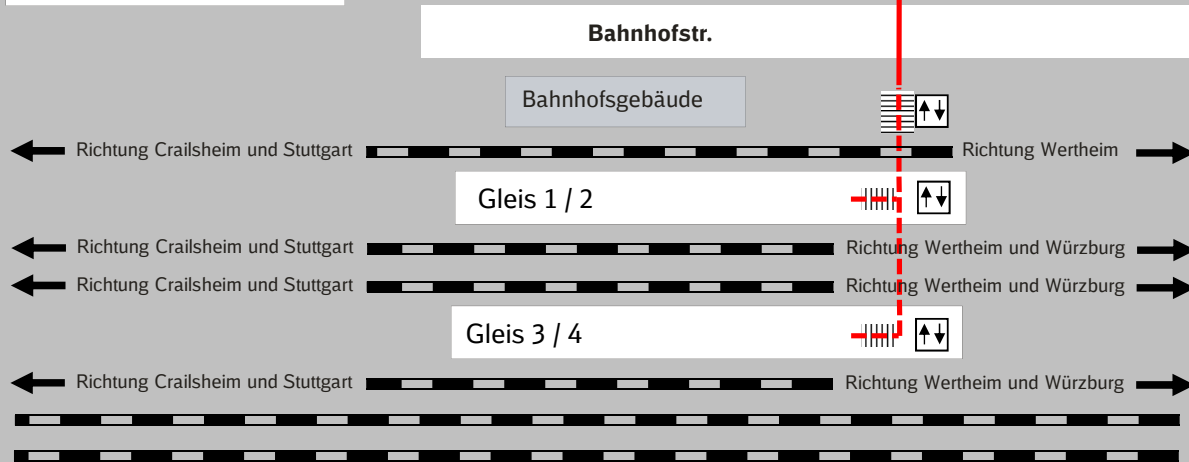 Bahnhofstr.
Bahnhofsgebäude
Richtung Crailsheim und Stuttgart Richtung Wertheim
Gleis 1 / 2
Richtung Crailsheim und Stuttgart Richtung Wertheim und Würzburg
Richtung Crailsheim und Stuttgart Richtung Wertheim und Würzburg
Gleis 3 / 4
Richtung Crailsheim und Stuttgart Richtung Wertheim und Würzburg